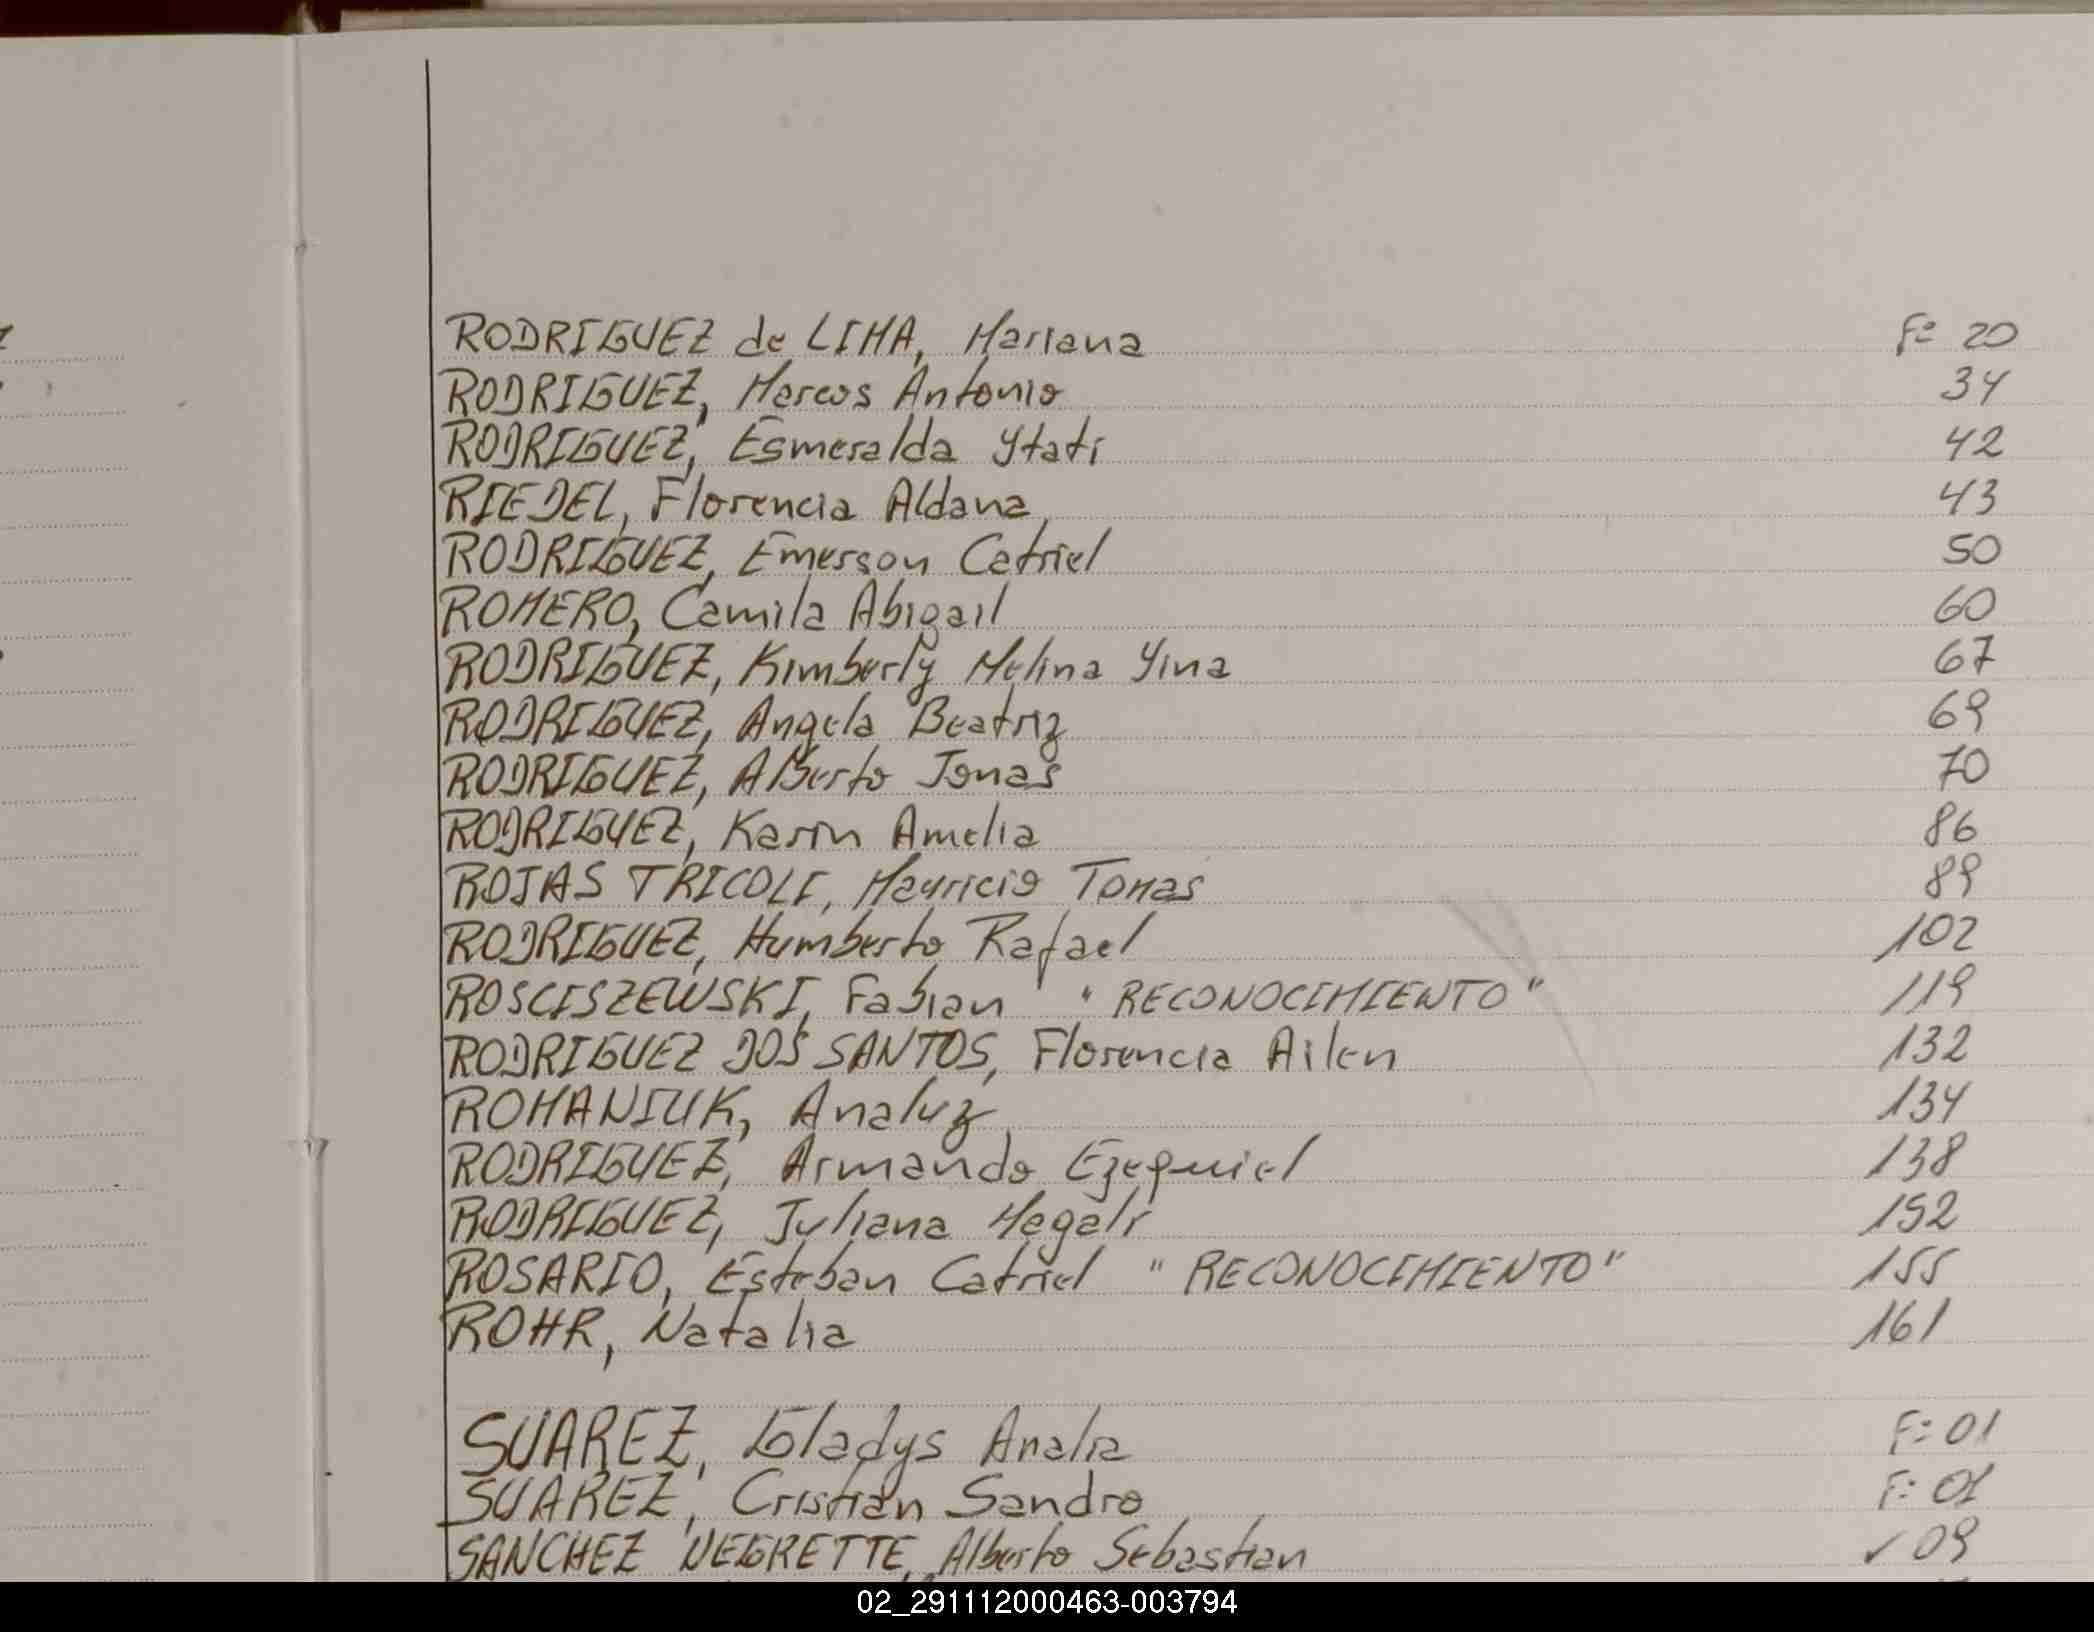 RODRIGUEZ de LIMA, Mariana F: 20
RODRIGUEZ, Marcos Antonio 34
RODRIGUEZ, Esmeralda Ytati 42
RIEDEL, Florencia Aldana 43
RODRIGUEZ, Emerson Catriel 50
ROMERO, Camila Abigail 60
RODRIGUEZ, Kimberly Melina Yina 67
RODRIGUEZ, Angela Beatriz 69
RODRIGUEZ, Alberto Jonas 70
RODRIGUEZ, Karin Amelia 86
ROJAS TRICOLI, Mauricio Tomas 89
RODRIGUEZ, Humberto Rafael 102
ROSCISZEWSKI, Fabian "RECONOCIMIENTO" 119
RODRIGUEZ DOS SANTOS, Florencia Ailen 132
ROMANIUK, Analuz 134
RODRIGUEZ, Armando Ezequiel 138
RODRIGUEZ, Juliana Magali 152
ROSARIO, Esteban Catriel "RECONOCIMIENTO" 155
ROHR, Natalia 161
SUAREZ, Gladys Analia F: 01
SUAREZ, Cristian Sandro F: 01
SANCHEZ NEGRETTE, Alberto Sebastian ✓ 09
02_291112000463-003794